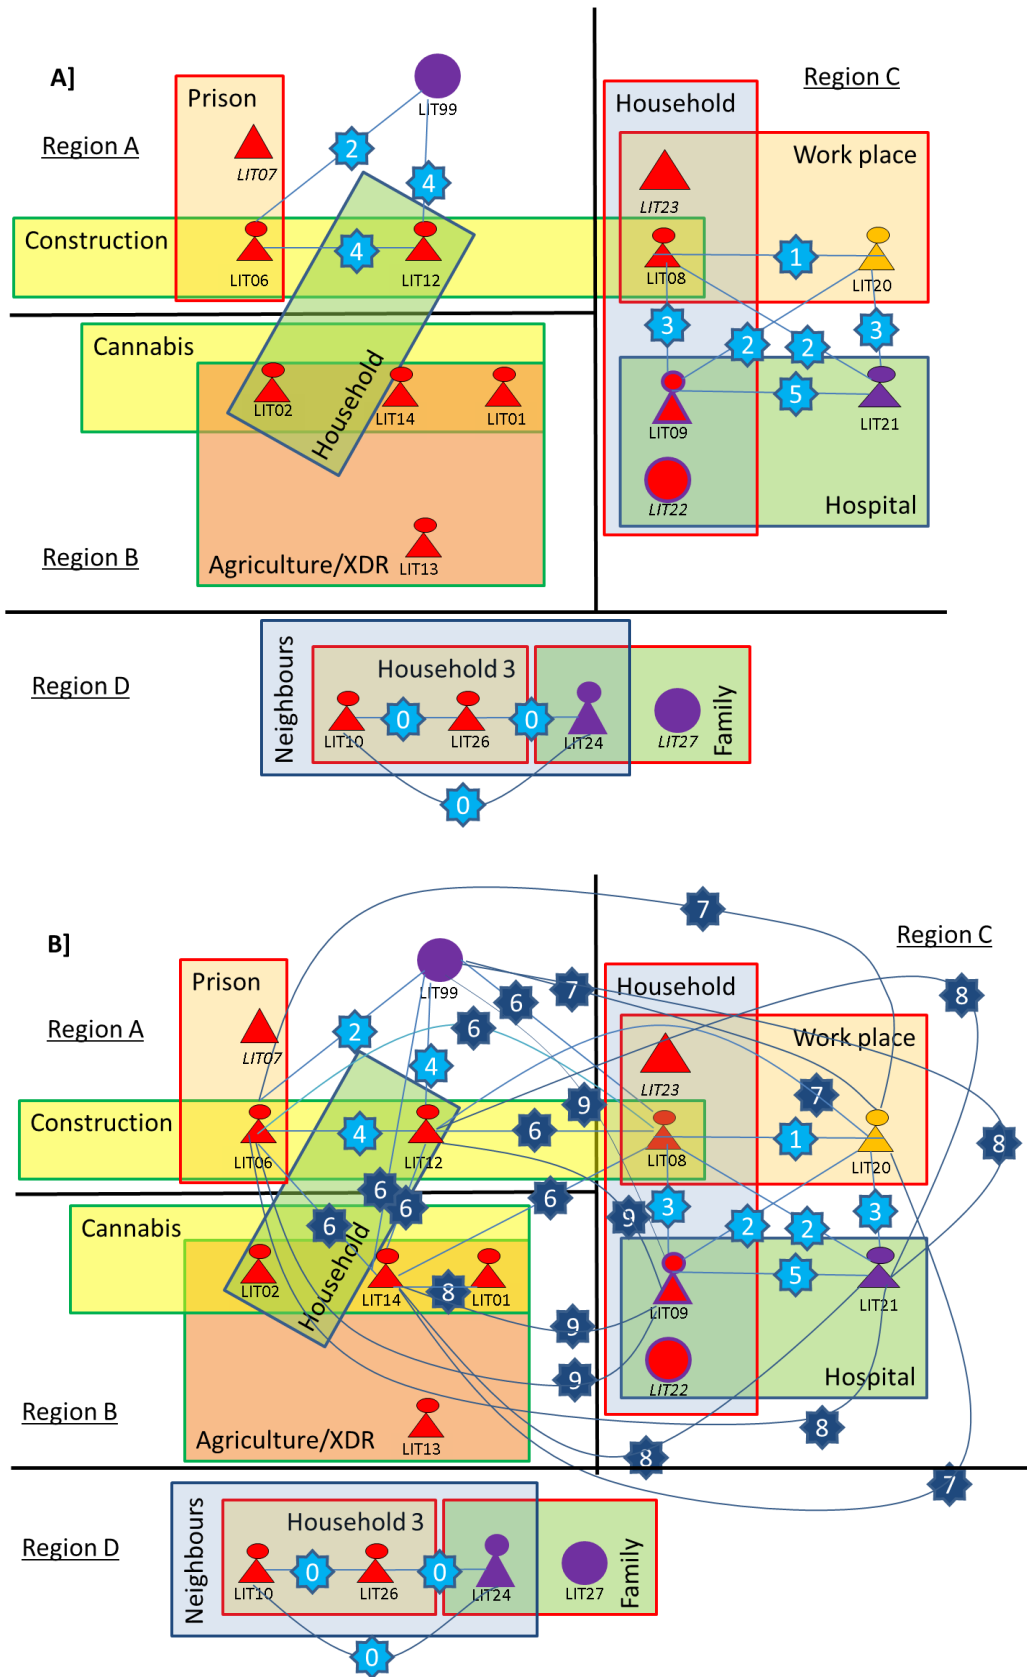 A]
Region C
Region A
Prison
LIT07
LIT99
2
4
Household
Work place
LIT23
Construction
LIT06
4
LIT12
LIT08
1
LIT20
3
2
2
3
Cannabis
LIT02
Household
LIT14
LIT01
LIT09
5
LIT21
LIT22
Hospital
Region B
Agriculture/XDR
LIT13
Region D
Neighbours
Household 3
LIT10
0
LIT26
0
LIT24
LIT27
Family
0
B]
Region C
7
Region A
Prison
LIT07
LIT99
2
4
6
6
7
8
Household
Work place
LIT23
7
9
Construction
LIT06
4
LIT12
6
LIT08
1
LIT20
8
6
6
6
6
9
3
2
2
3
Cannabis
LIT02
Household
LIT14
8
LIT01
LIT09
5
LIT21
9
9
LIT22
Hospital
Region B
Agriculture/XDR
LIT13
8
8
7
Region D
Neighbours
Household 3
LIT10
0
LIT26
0
LIT24
LIT27
Family
0